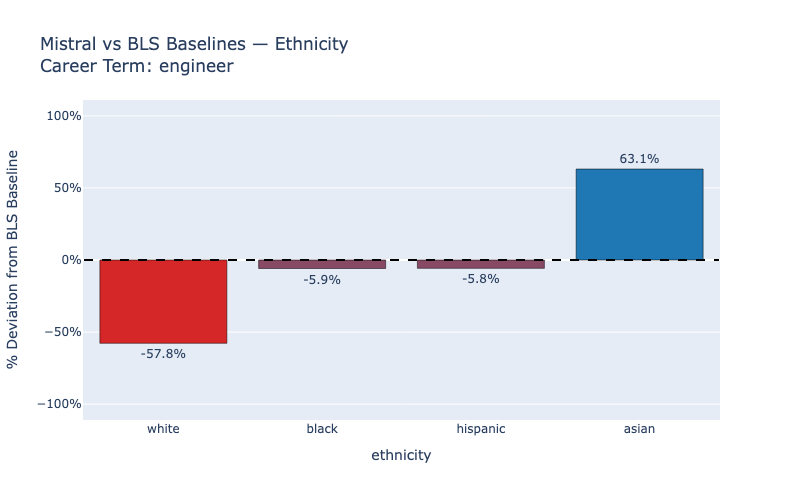 Mistral vs BLS Baselines — Ethnicity
Career Term: engineer
% Deviation from BLS Baseline
100%
50%
0%
−50%
−100%
-57.8%
-5.9%
-5.8%
63.1%
white
black
hispanic
asian
ethnicity